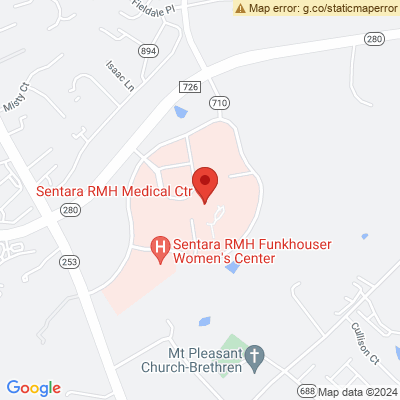 Map error: g.co/staticmaperror
Fieldale Pl
280
894
Isaac Ln
Misty Ct
726
710
Sentara RMH Medical Ctr
280
H
Sentara RMH Funkhouser
Women's Center
253
Cullison Ct
Mt Pleasant
Church-Brethren
688
Google
Map data ©2024